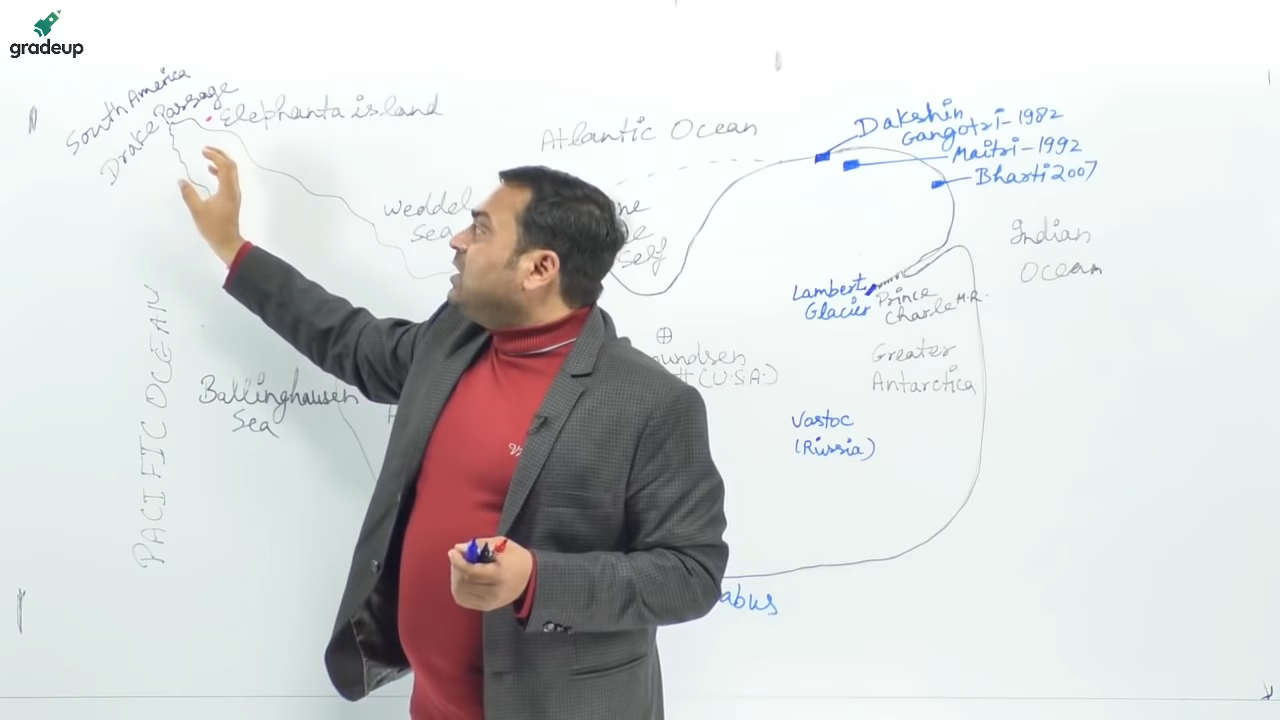 gradeup
South America
Drake Passage
Elephanta island
Atlantic Ocean
Dakshin
Gangotri-1982
Maitri-1992
Bharti 2007
Weddel
Sea
Indian
Ocean
Lambert
Glacier
Prince
Charle M.R.
Greater
Antarctica
(U.S.A.)
Vostoc
(Russia)
PACIFIC OCEAN
Ballinghausen
Sea